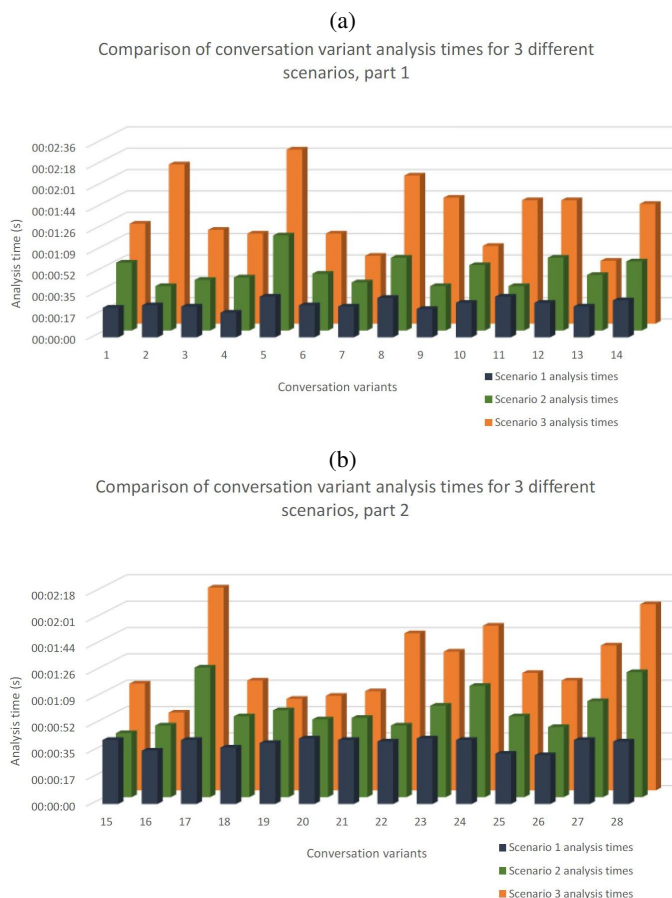 (a)
Comparison of conversation variant analysis times for 3 different
scenarios, part 1
00:02:36
00:02:18
00:02:01
00:01:44
00:01:26
00:01:09
00:00:52
00:00:35
00:00:17
00:00:00
Analysis time (s)
1 2 3 4 5 6 7 8 9 10 11 12 13 14
Conversation variants
Scenario 1 analysis times
Scenario 2 analysis times
Scenario 3 analysis times
(b)
Comparison of conversation variant analysis times for 3 different
scenarios, part 2
00:02:18
00:02:01
00:01:44
00:01:26
00:01:09
00:00:52
00:00:35
00:00:17
00:00:00
Analysis time (s)
15 16 17 18 19 20 21 22 23 24 25 26 27 28
Conversation variants
Scenario 1 analysis times
Scenario 2 analysis times
Scenario 3 analysis times